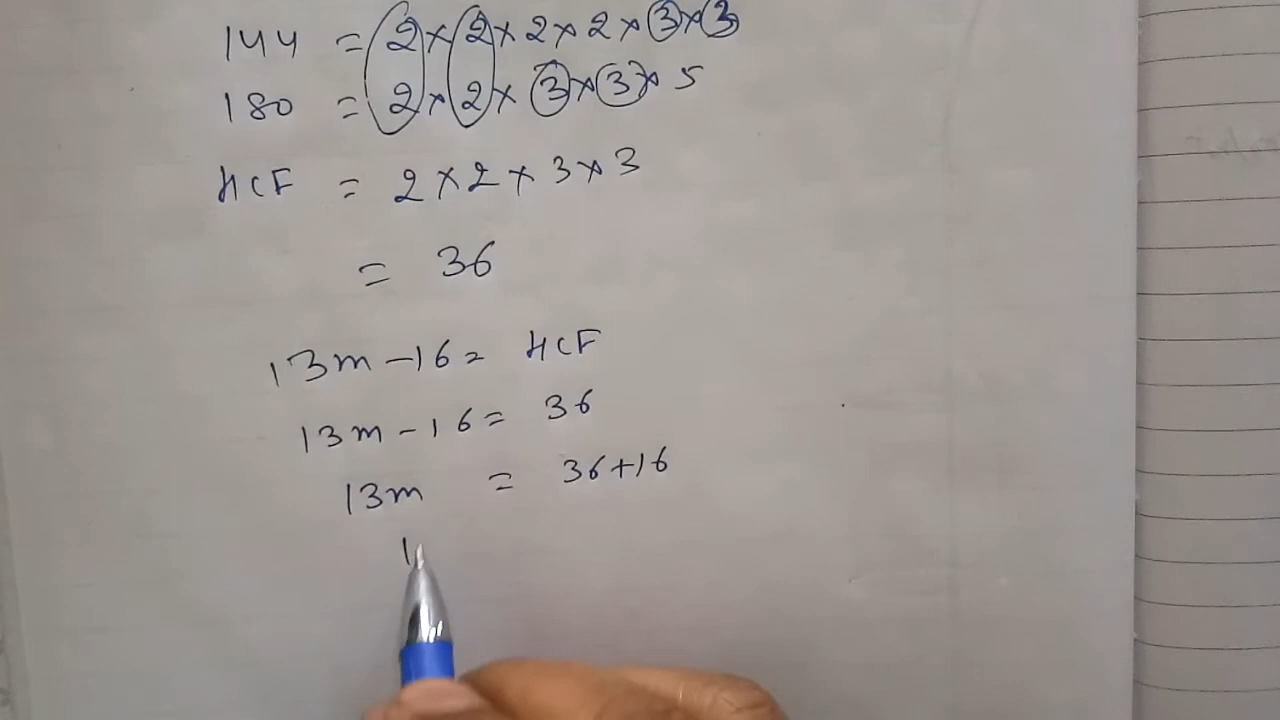 144 = 2 × 2 × 2 × 2 × 3 × 3
180 = 2 × 2 × 3 × 3 × 5
HCF = 2 × 2 × 3 × 3
= 36
13m - 16 = HCF
13m - 16 = 36
13m = 36 + 16
1